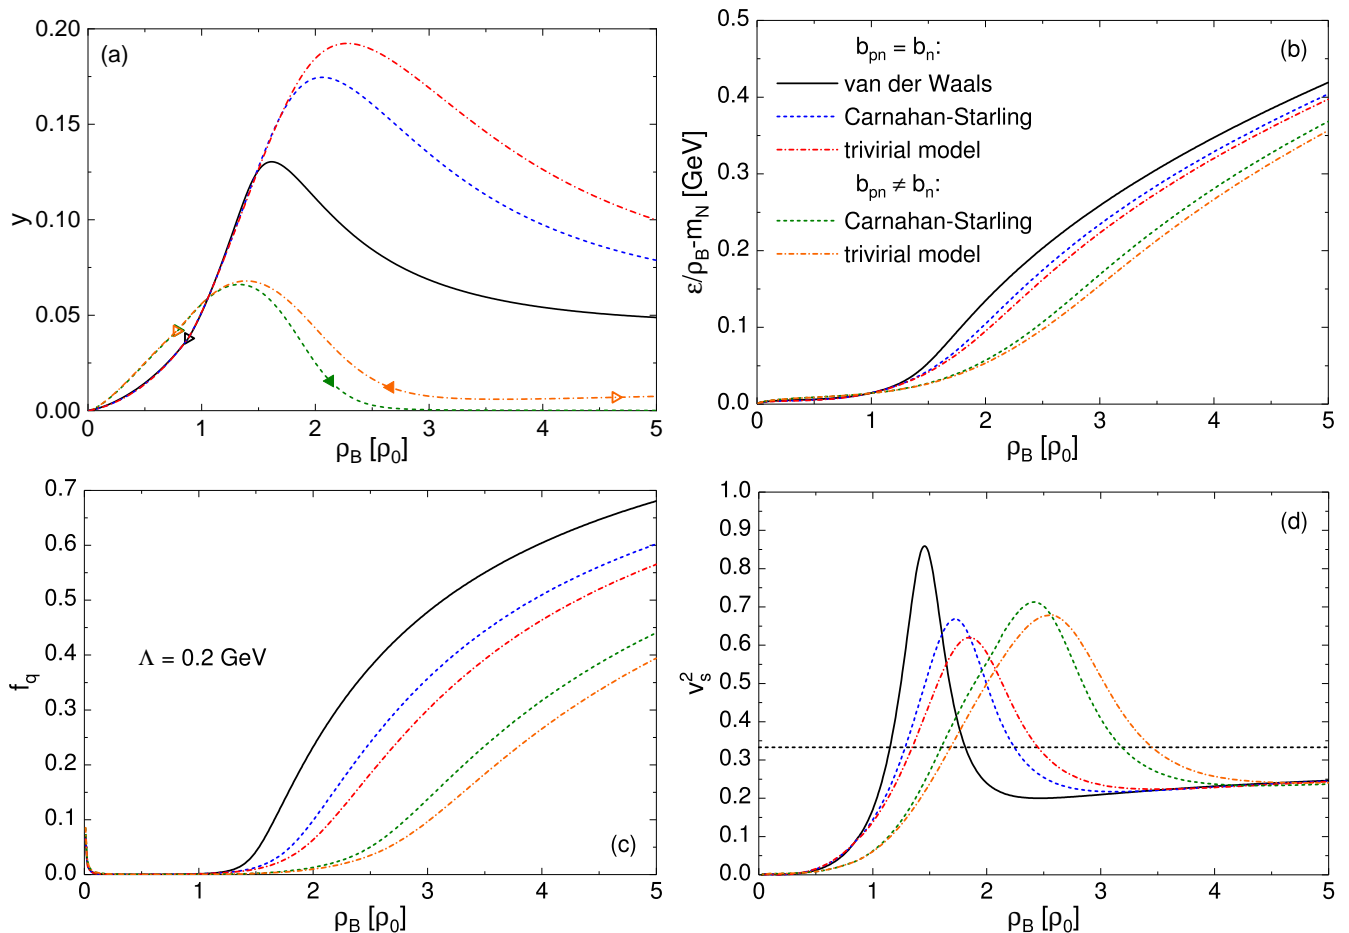 (a)
0.20
0.15
0.10
0.05
0.00
y
0 1 2 3 4 5
ρB [ρ0]
(b)
0.5
0.4
0.3
0.2
0.1
0.0
ε/ρB-mN [GeV]
bpn = bn:
van der Waals
Carnahan-Starling
trivirial model
bpn ≠ bn:
Carnahan-Starling
trivirial model
0 1 2 3 4 5
ρB [ρ0]
0.7
0.6
0.5
0.4
0.3
0.2
0.1
0.0
fq
Λ = 0.2 GeV
(c)
0 1 2 3 4 5
ρB [ρ0]
1.0
0.9
0.8
0.7
0.6
0.5
0.4
0.3
0.2
0.1
0.0
vs2
(d)
0 1 2 3 4 5
ρB [ρ0]